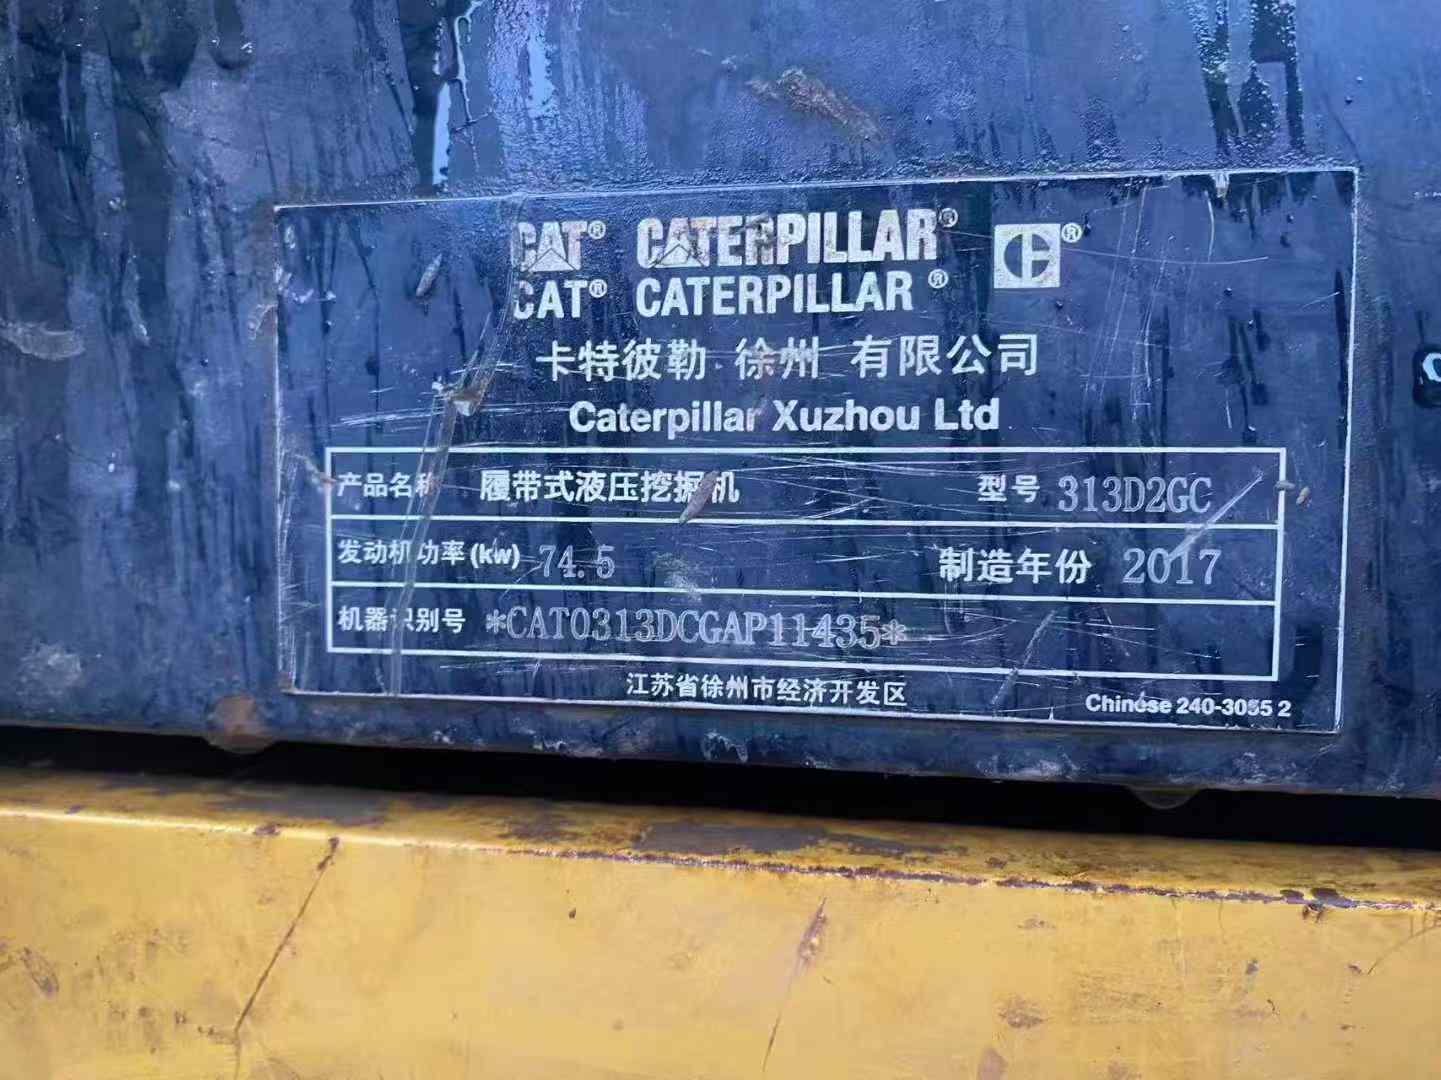 CAT® CATERPILLAR® ®
CAT® CATERPILLAR®
卡特彼勒 徐州 有限公司
Caterpillar Xuzhou Ltd
产品名称 履带式液压挖掘机 型号 313D2GC
发动机功率(kw) 74.5 制造年份 2017
机器识别号 *CAT0313DCGAP11435*
江苏省徐州市经济开发区
Chinese 240-3055 2